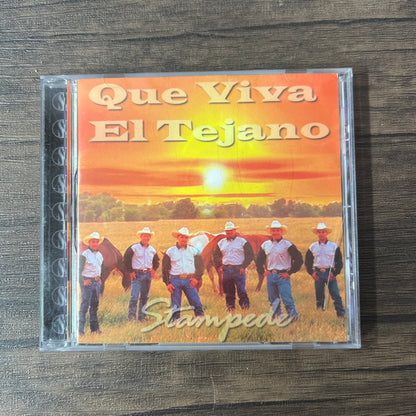 Que Viva
El Tejano
Stampede